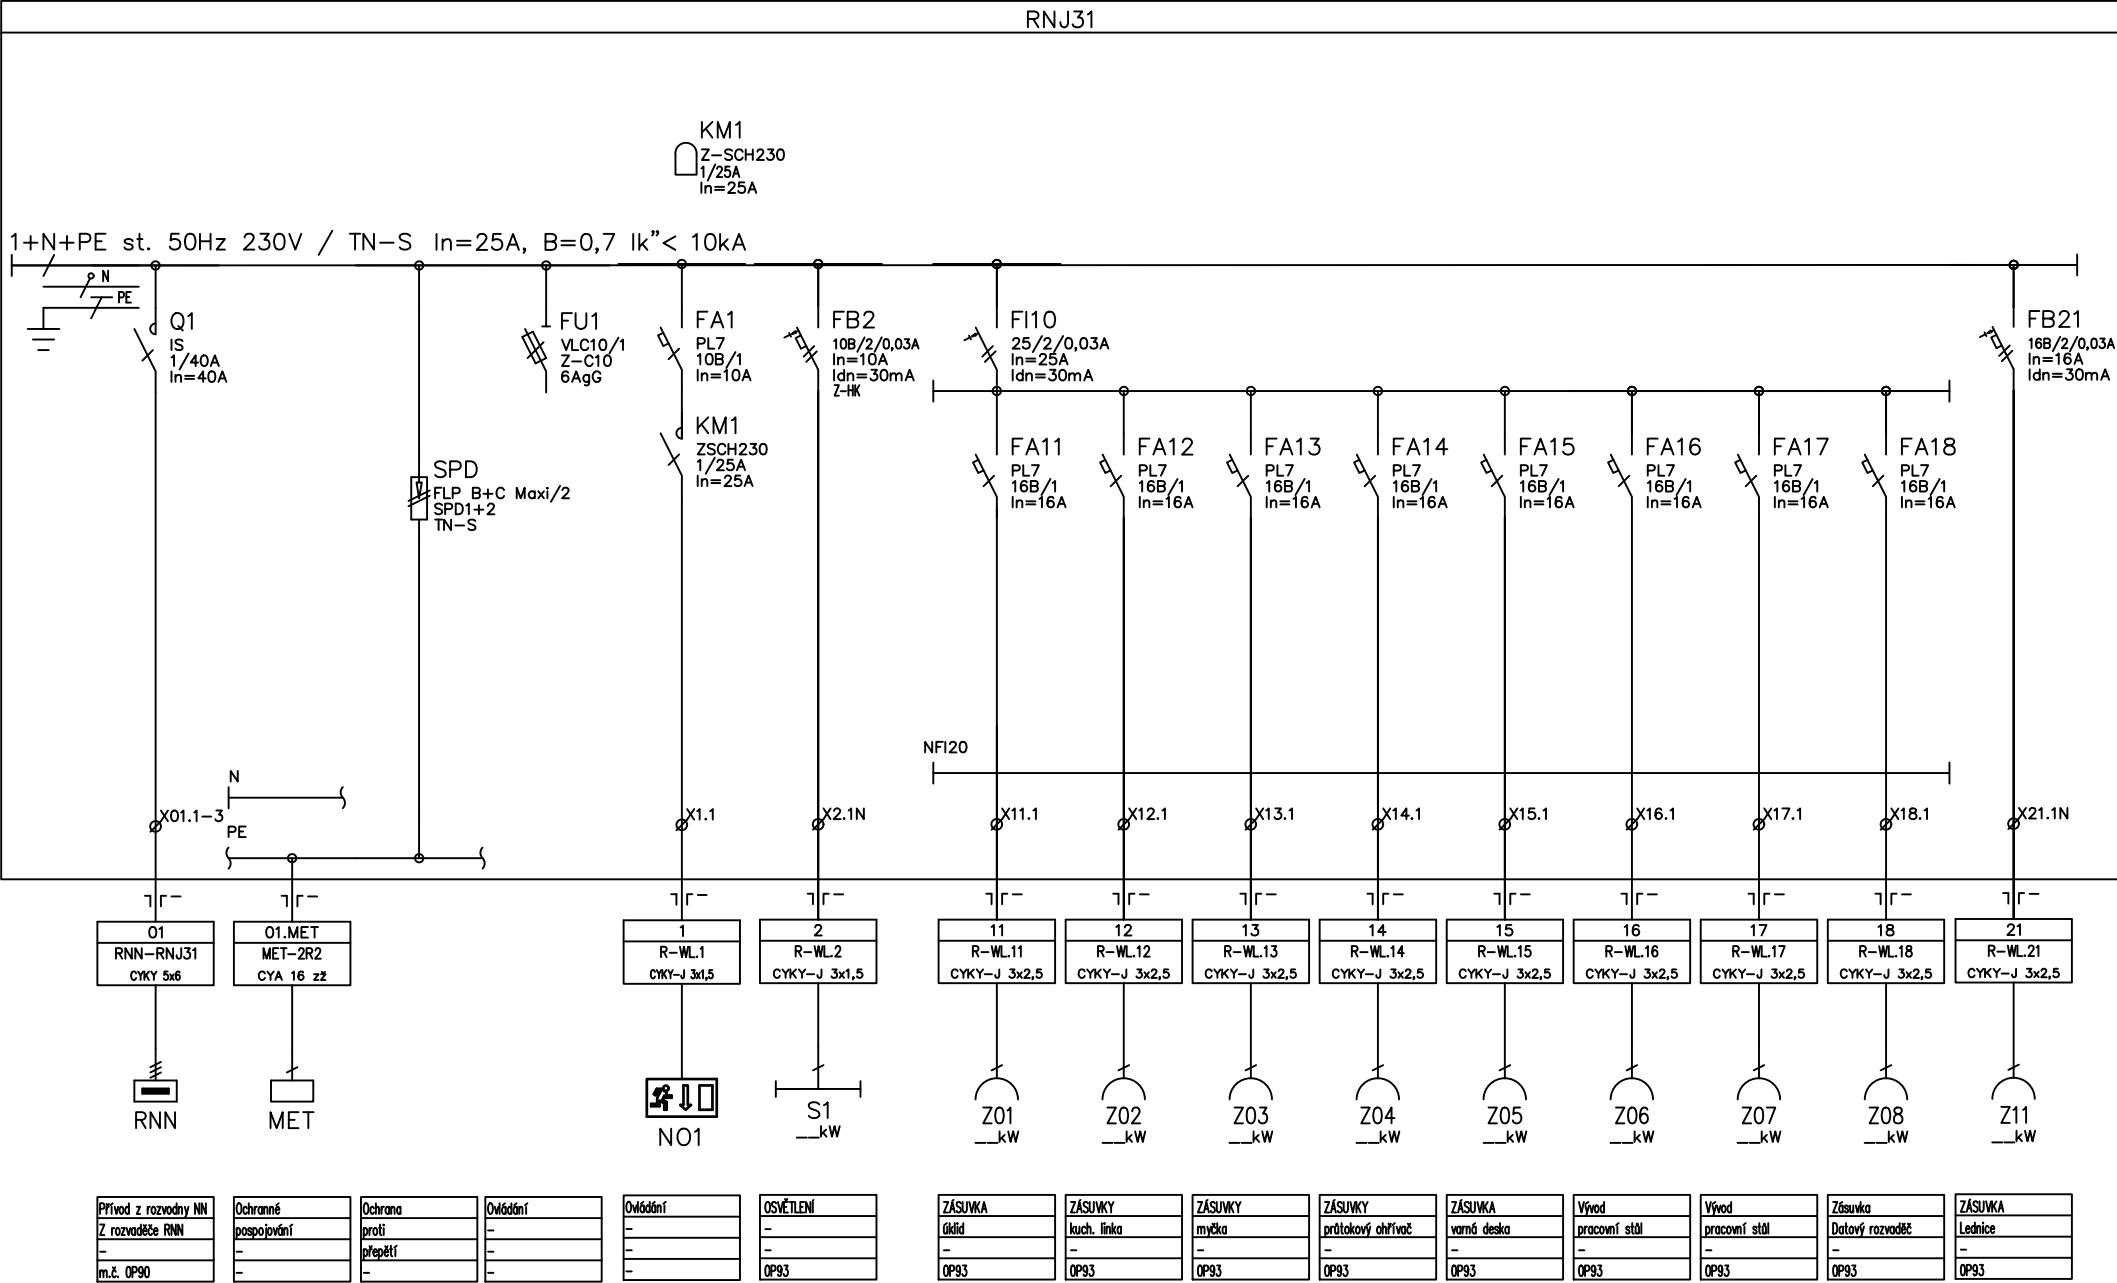 RNJ31
KM1
Z-SCH230
1/25A
In=25A
1+N+PE st. 50Hz 230V / TN-S In=25A, B=0,7 Ik"< 10kA
N
PE
Q1
IS
1/40A
In=40A
FU1
VLC10/1
Z-C10
6AgG
FA1
PL7
10B/1
In=10A
FB2
10B/2/0,03A
In=10A
Idn=30mA
Z-HK
FI10
25/2/0,03A
In=25A
Idn=30mA
FB21
16B/2/0,03A
In=16A
Idn=30mA
KM1
ZSCH230
1/25A
In=25A
SPD
FLP B+C Maxi/2
SPD1+2
TN-S
FA11
PL7
16B/1
In=16A
FA12
PL7
16B/1
In=16A
FA13
PL7
16B/1
In=16A
FA14
PL7
16B/1
In=16A
FA15
PL7
16B/1
In=16A
FA16
PL7
16B/1
In=16A
FA17
PL7
16B/1
In=16A
FA18
PL7
16B/1
In=16A
NFI20
N
PE
X01.1-3
X1.1
X2.1N
X11.1
X12.1
X13.1
X14.1
X15.1
X16.1
X17.1
X18.1
X21.1N
01
RNN-RNJ31
CYKY 5x6
01.MET
MET-2R2
CYA 16 zž
1
R-WL.1
CYKY-J 3x1,5
2
R-WL.2
CYKY-J 3x1,5
11
R-WL.11
CYKY-J 3x2,5
12
R-WL.12
CYKY-J 3x2,5
13
R-WL.13
CYKY-J 3x2,5
14
R-WL.14
CYKY-J 3x2,5
15
R-WL.15
CYKY-J 3x2,5
16
R-WL.16
CYKY-J 3x2,5
17
R-WL.17
CYKY-J 3x2,5
18
R-WL.18
CYKY-J 3x2,5
21
R-WL.21
CYKY-J 3x2,5
RNN
MET
NO1
S1
__kW
Z01
__kW
Z02
__kW
Z03
__kW
Z04
__kW
Z05
__kW
Z06
__kW
Z07
__kW
Z08
__kW
Z11
__kW
Přívod z rozvodny NN
Z rozvaděče RNN
-
m.č. 0P90
Ochranné
pospojování
-
-
Ochrana
proti
přepětí
-
Ovládání
-
-
-
Ovládání
-
-
-
OSVĚTLENÍ
-
-
0P93
ZÁSUVKA
úklid
-
0P93
ZÁSUVKY
kuch. linka
-
0P93
ZÁSUVKY
myčka
-
0P93
ZÁSUVKY
průtokový ohřívač
-
0P93
ZÁSUVKA
varná deska
-
0P93
Vývod
pracovní stůl
-
0P93
Vývod
pracovní stůl
-
0P93
Zásuvka
Datový rozvaděč
-
0P93
ZÁSUVKA
Lednice
-
0P93